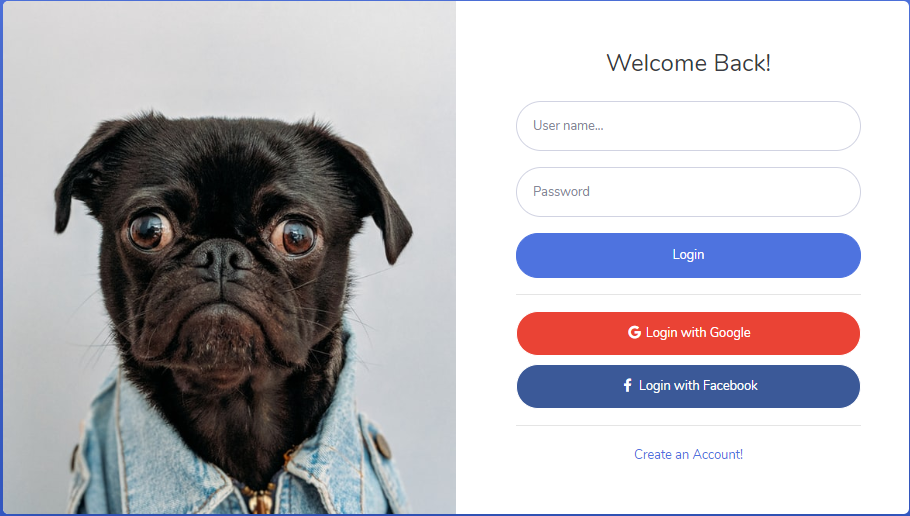 Welcome Back!
User name...
Password
Login
Login with Google
Login with Facebook
Create an Account!